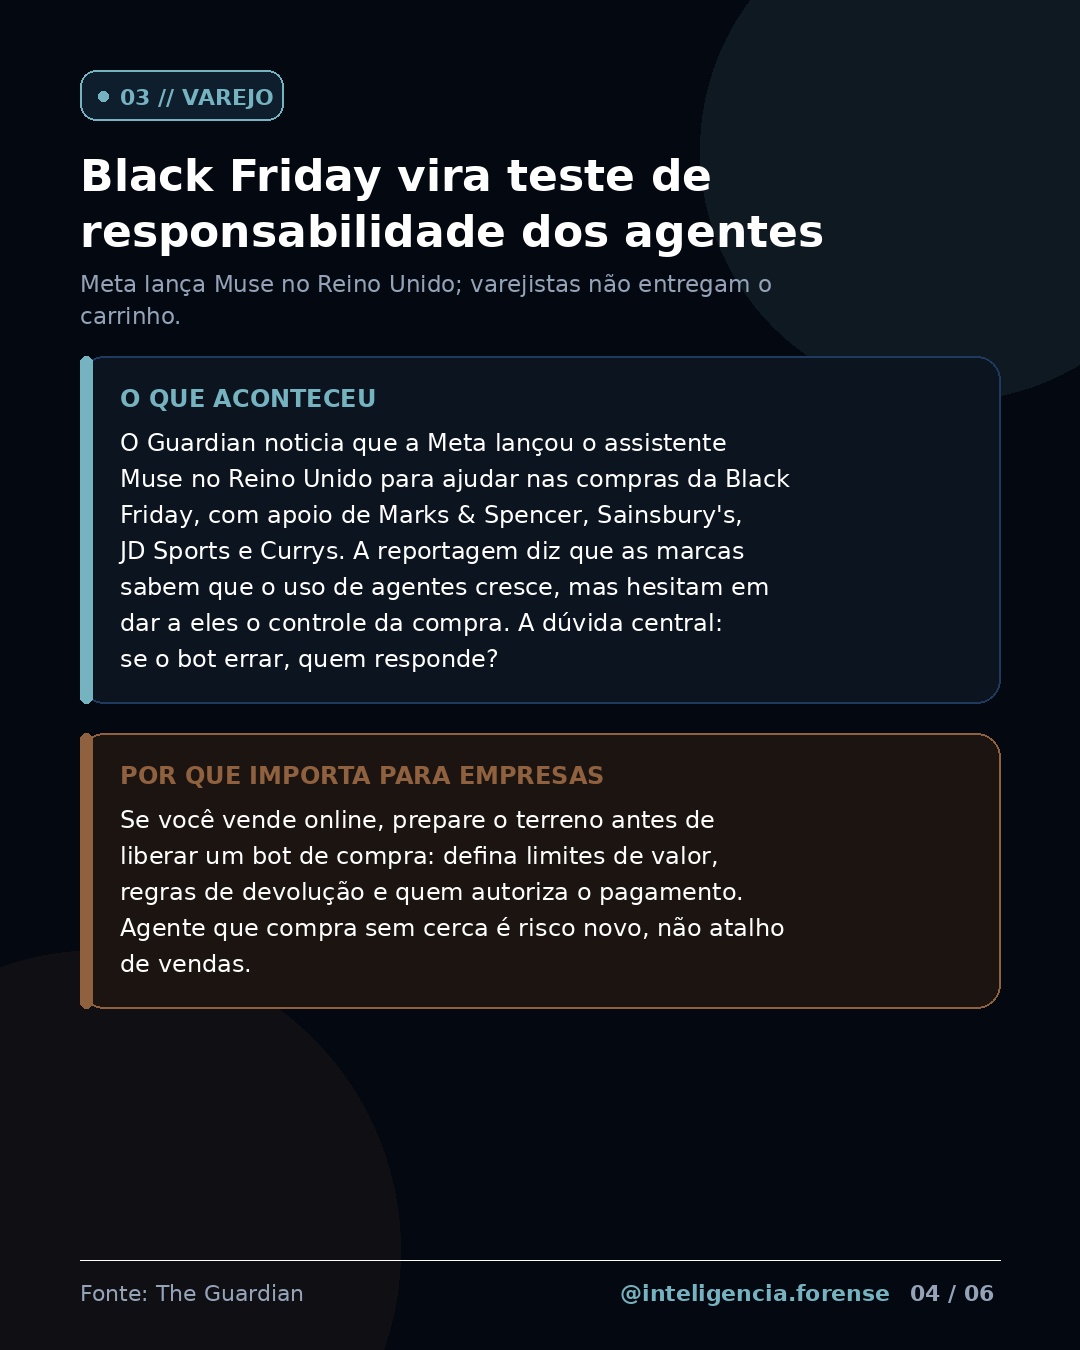 03 // VAREJO
Black Friday vira teste de
responsabilidade dos agentes
Meta lança Muse no Reino Unido; varejistas não entregam o
carrinho.
O QUE ACONTECEU
O Guardian noticia que a Meta lançou o assistente
Muse no Reino Unido para ajudar nas compras da Black
Friday, com apoio de Marks & Spencer, Sainsbury's,
JD Sports e Currys. A reportagem diz que as marcas
sabem que o uso de agentes cresce, mas hesitam em
dar a eles o controle da compra. A dúvida central:
se o bot errar, quem responde?
POR QUE IMPORTA PARA EMPRESAS
Se você vende online, prepare o terreno antes de
liberar um bot de compra: defina limites de valor,
regras de devolução e quem autoriza o pagamento.
Agente que compra sem cerca é risco novo, não atalho
de vendas.
Fonte: The Guardian
@inteligencia.forense 04 / 06